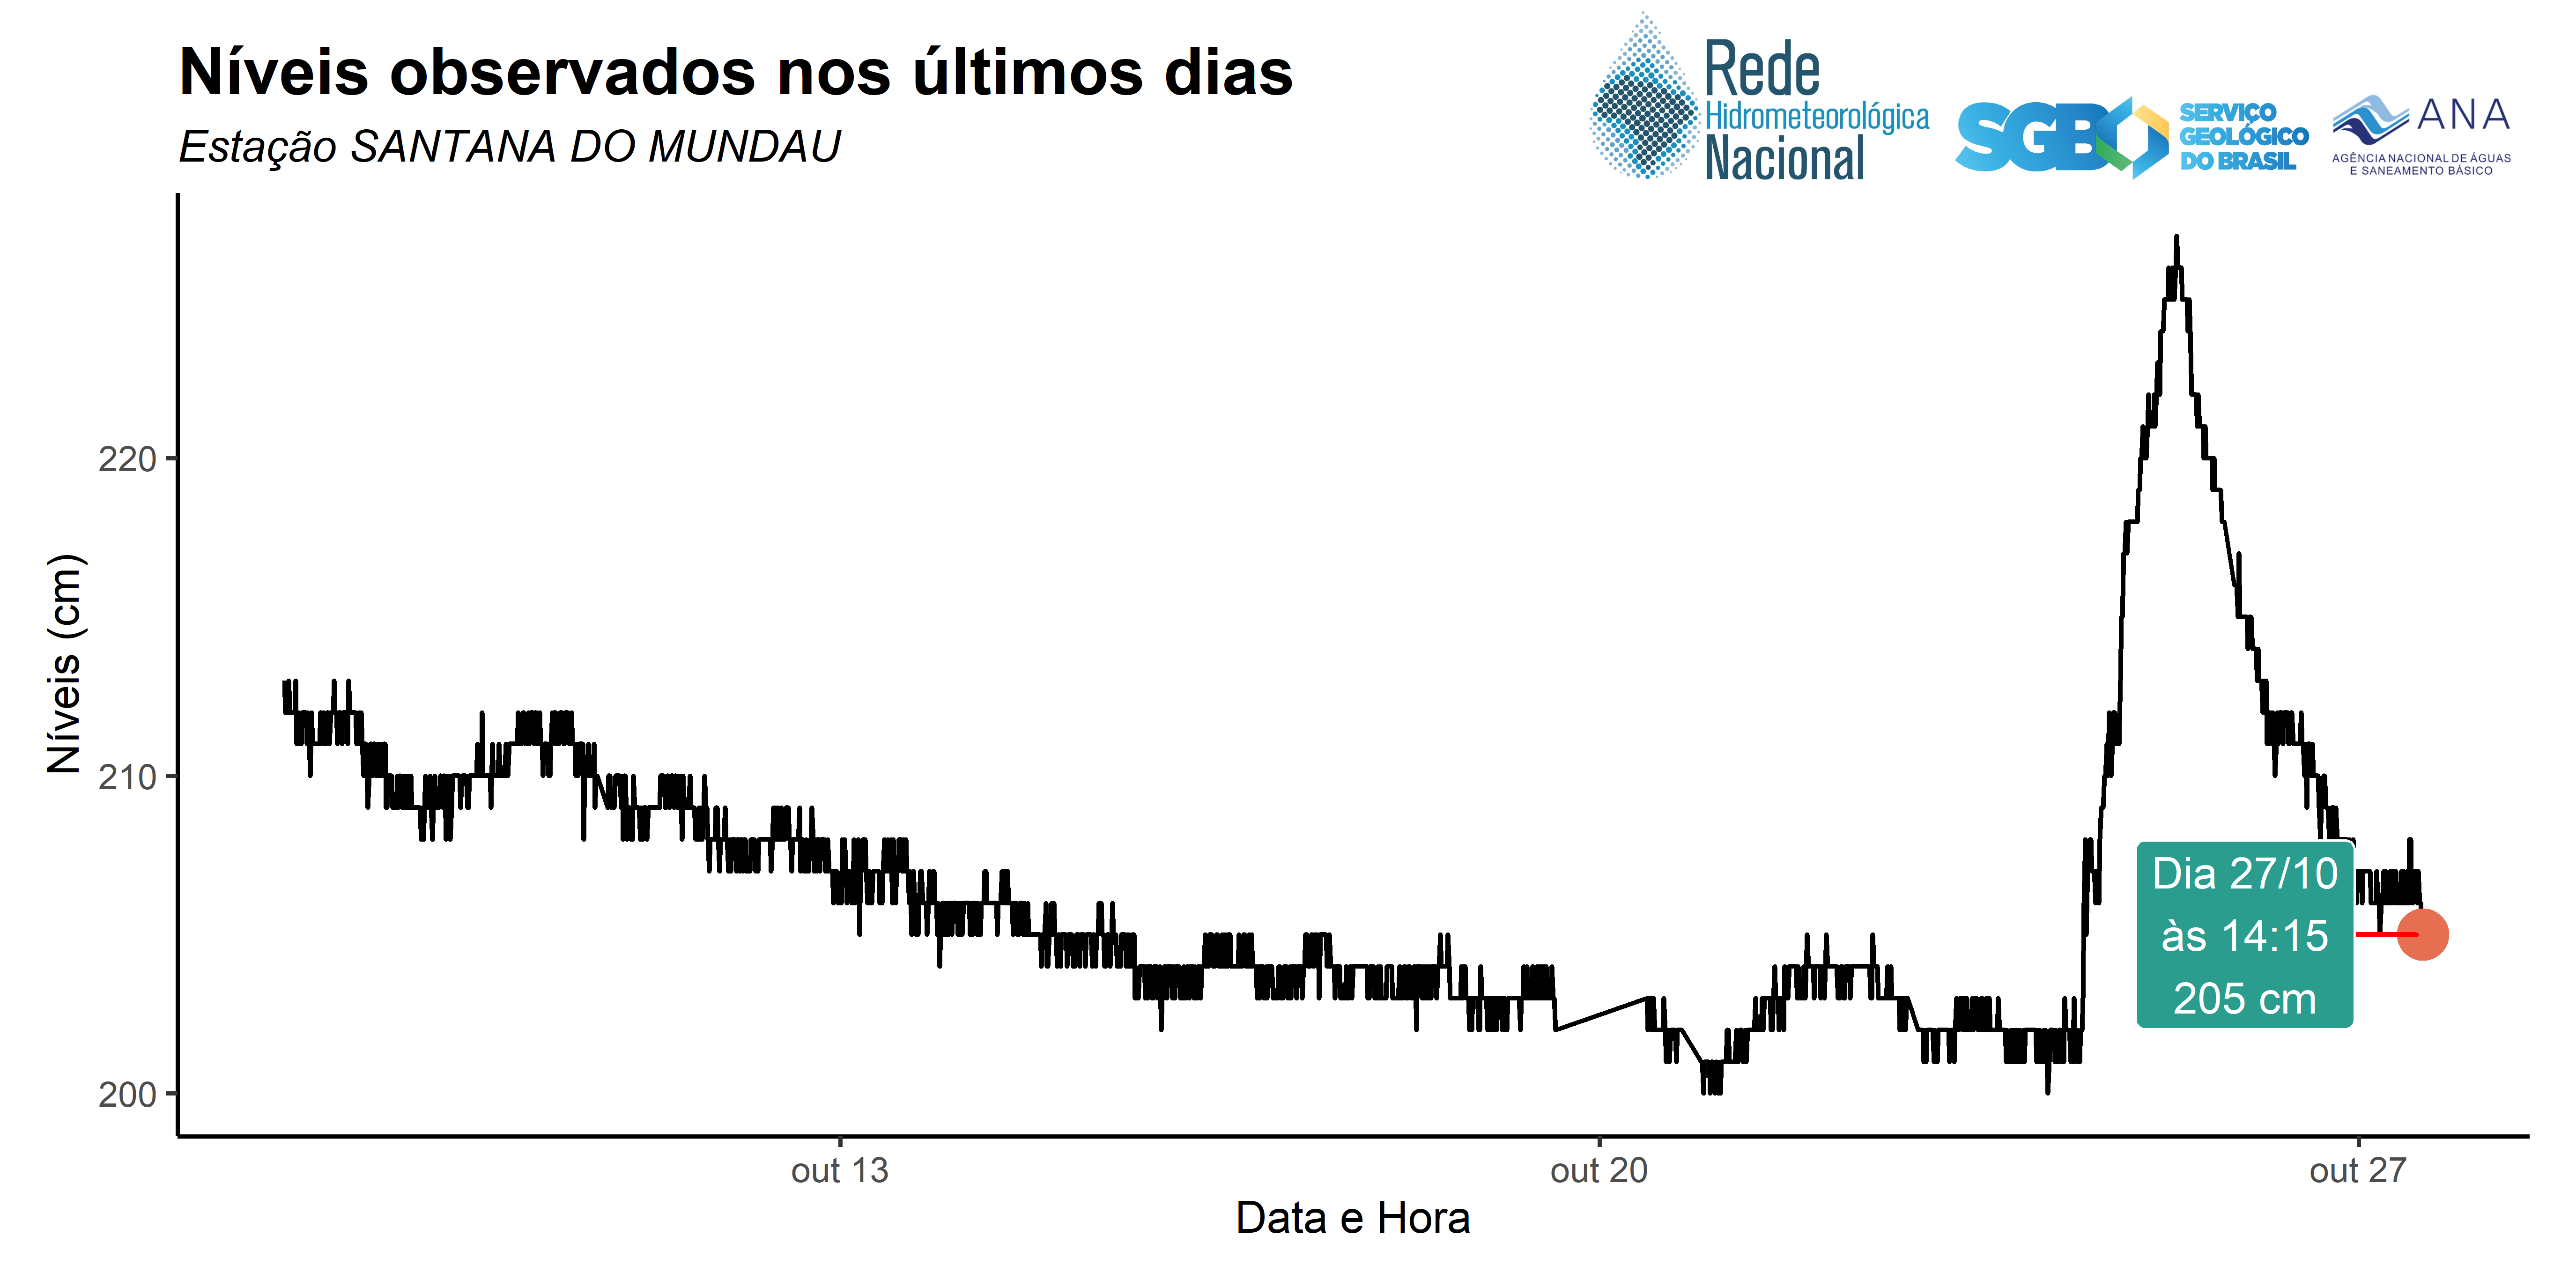 Níveis observados nos últimos dias
Estação SANTANA DO MUNDAU
Rede
Hidrometeorológica
Nacional
SGB
SERVIÇO
GEOLÓGICO
DO BRASIL
ANA
AGÊNCIA NACIONAL DE ÁGUAS
E SANEAMENTO BÁSICO
Níveis (cm)
220
210
200
Dia 27/10
às 14:15
205 cm
out 13
out 20
out 27
Data e Hora